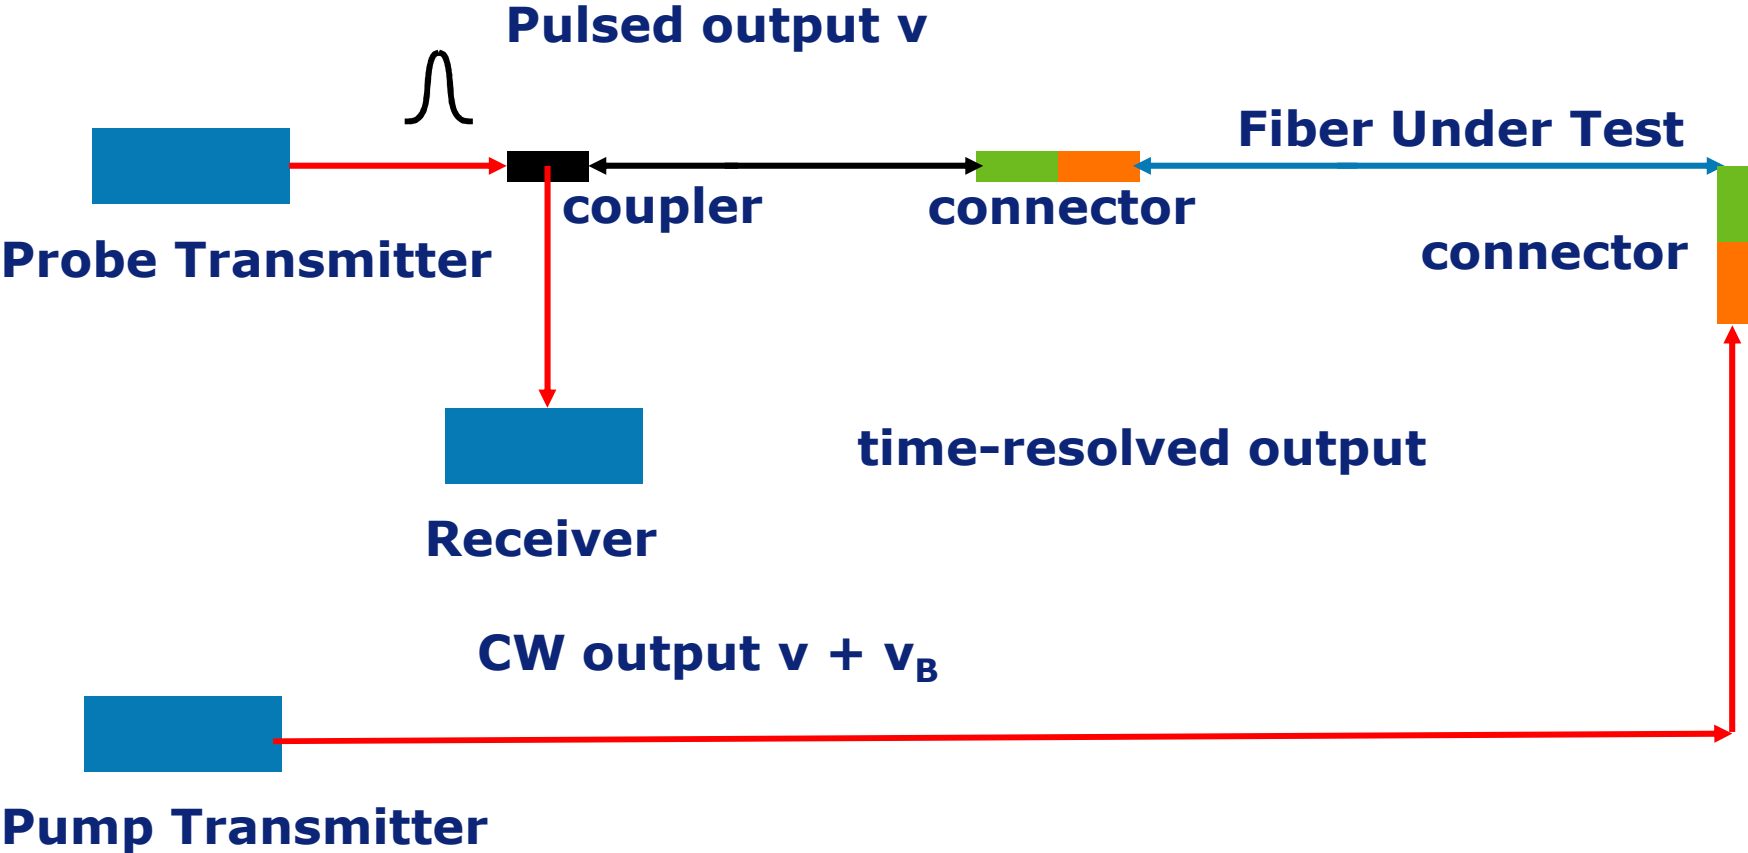 Pulsed output v
Fiber Under Test
coupler
connector
Probe Transmitter
connector
time-resolved output
Receiver
CW output v + vB
Pump Transmitter